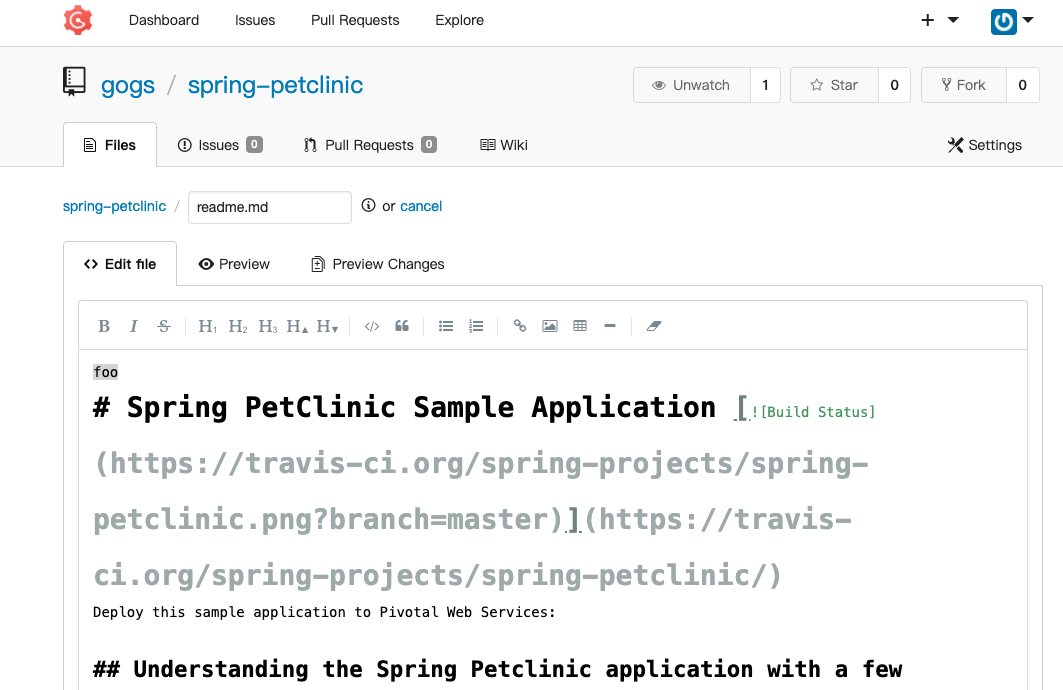 Dashboard Issues Pull Requests Explore +
gogs / spring-petclinic Unwatch 1 Star 0 Fork 0
Files Issues 0 Pull Requests 0 Wiki Settings
spring-petclinic / readme.md or cancel
Edit file Preview Preview Changes
B I S H1 H2 H3 H▲ H▼ </> “
foo
# Spring PetClinic Sample Application [![Build Status]
(https://travis-ci.org/spring-projects/spring-
petclinic.png?branch=master)](https://travis-
ci.org/spring-projects/spring-petclinic/)
Deploy this sample application to Pivotal Web Services:
## Understanding the Spring Petclinic application with a few